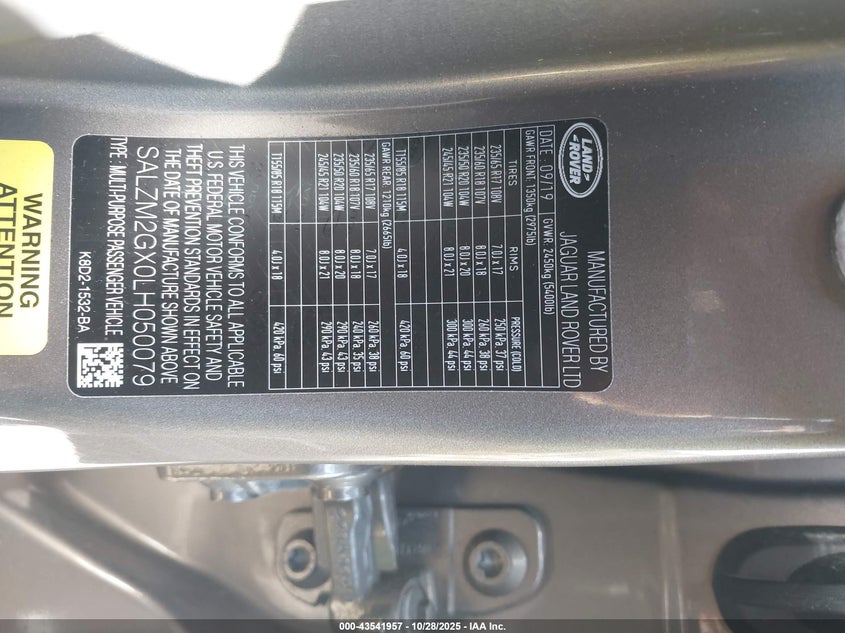 LAND
ROVER
MANUFACTURED BY
JAGUAR LAND ROVER LTD
DATE: 09/19 GVWR: 2450kg (5400lb)
GAWR FRONT: 1350kg (2975lb)
TIRES RIMS PRESSURE (COLD)
235/65 R17 108V 7.0J x 17 250 kPa, 37 psi
235/60 R18 107V 8.0J x 18 260 kPa, 38 psi
235/50 R20 104W 8.0J x 20 300 kPa, 44 psi
245/45 R21 104W 8.0J x 21 300 kPa, 44 psi
T155/85 R18 115M 4.0J x 18 420 kPa, 60 psi
GAWR REAR: 1210kg (2665lb)
235/65 R17 108V 7.0J x 17 260 kPa, 38 psi
235/60 R18 107V 8.0J x 18 240 kPa, 35 psi
235/50 R20 104W 8.0J x 20 290 kPa, 43 psi
245/45 R21 104W 8.0J x 21 290 kPa, 43 psi
T155/85 R18 115M 4.0J x 18 420 kPa, 60 psi
THIS VEHICLE CONFORMS TO ALL APPLICABLE
U.S. FEDERAL MOTOR VEHICLE SAFETY AND
THEFT PREVENTION STANDARDS IN EFFECT ON
THE DATE OF MANUFACTURE SHOWN ABOVE
SALZM2GX0LH050079
TYPE: MULTI-PURPOSE PASSENGER VEHICLE
K8D2-1532-BA
WARNING
ATTENTION
000-43541957 - 10/28/2025 - IAA Inc.